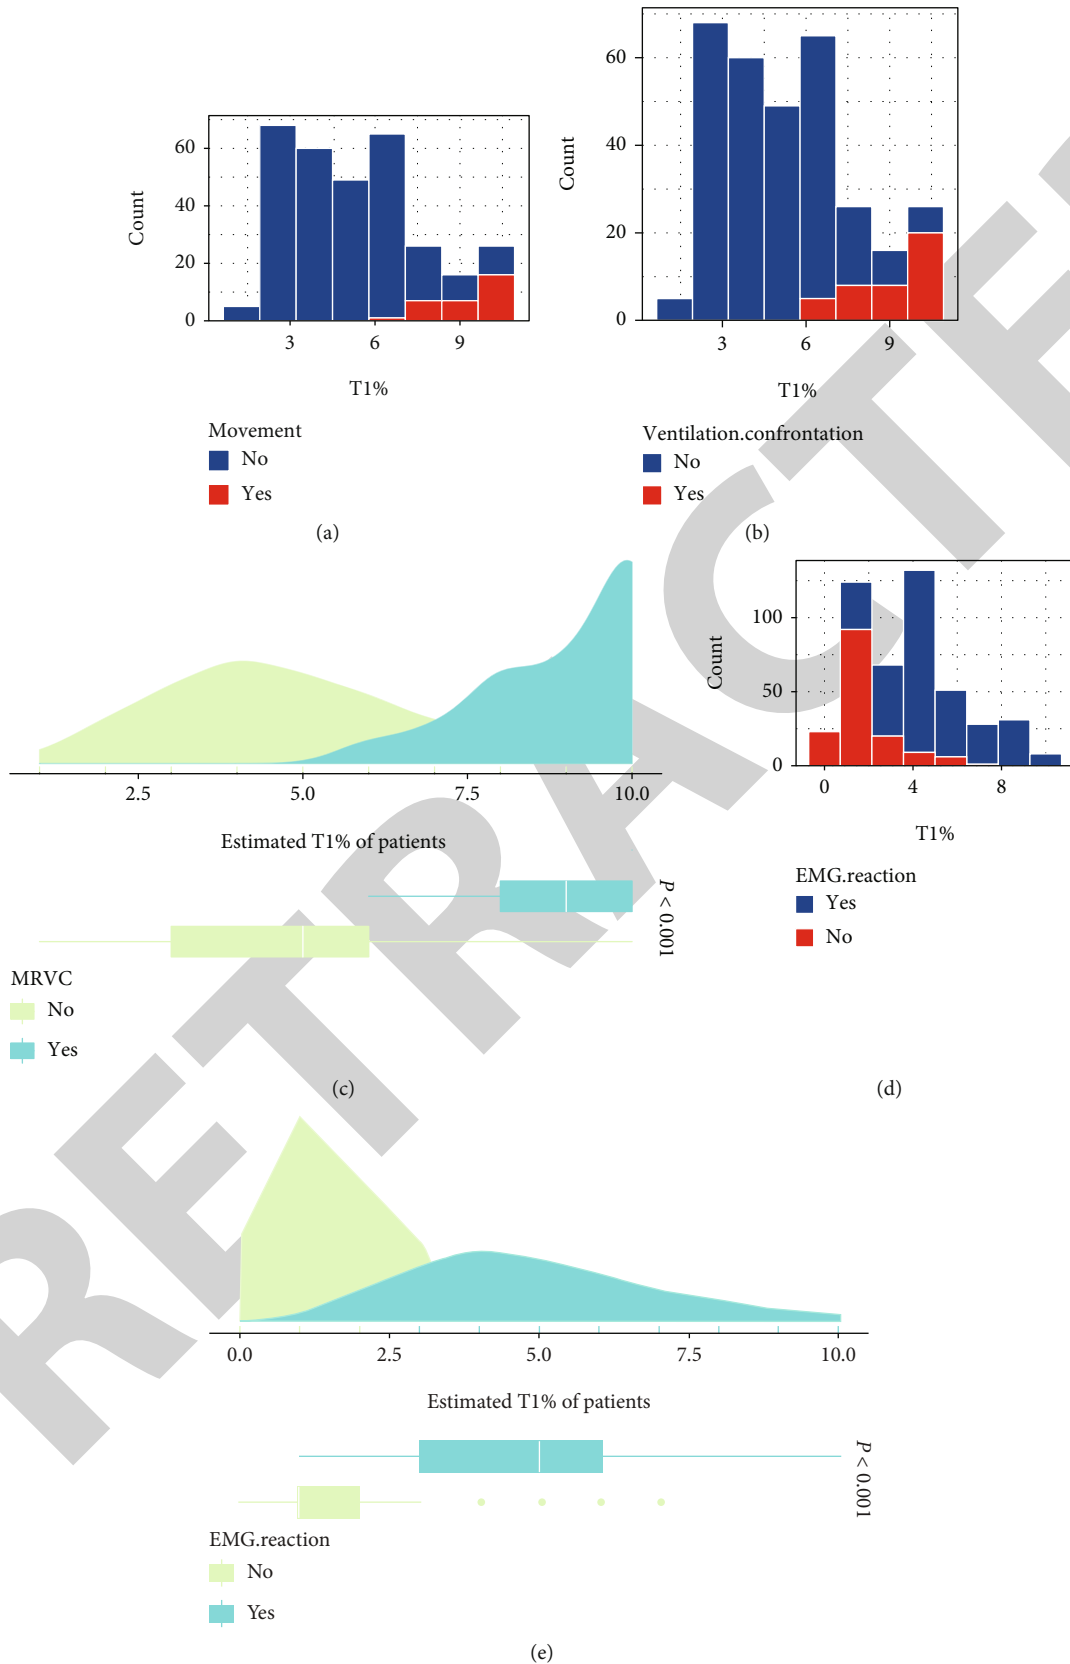 60
40
20
0
Count
3
6
9
T1%
Movement
No
Yes
(a)
60
40
20
0
Count
3
6
9
T1%
Ventilation.confrontation
No
Yes
(b)
2.5
5.0
7.5
10.0
Estimated T1% of patients
P < 0.001
MRVC
No
Yes
(c)
100
50
0
Count
0
4
8
T1%
EMG.reaction
Yes
No
(d)
0.0
2.5
5.0
7.5
10.0
Estimated T1% of patients
P < 0.001
EMG.reaction
No
Yes
(e)
RETRACTE